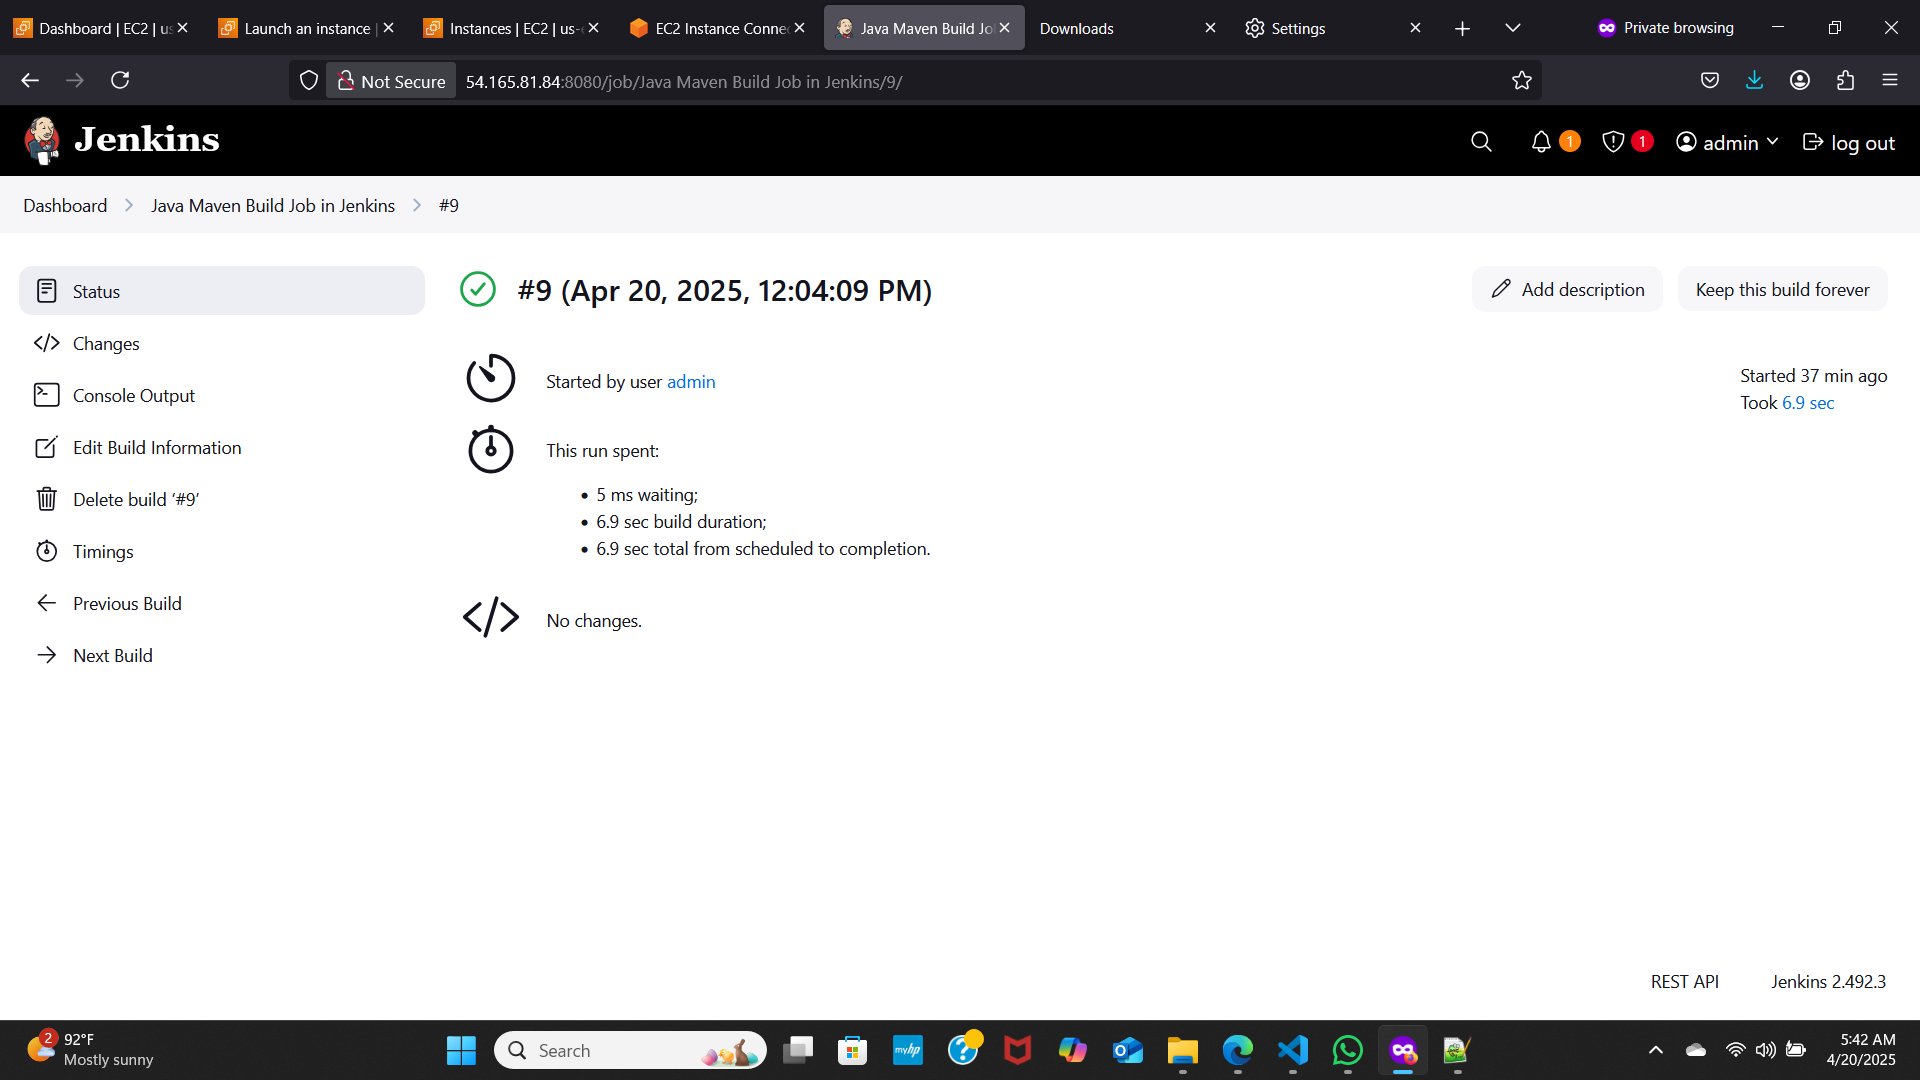 Dashboard | EC2 | us
Launch an instance |
Instances | EC2 | us-e
EC2 Instance Connec
Java Maven Build Jo
Downloads
Settings
Private browsing
Not Secure
54.165.81.84:8080/job/Java Maven Build Job in Jenkins/9/
Jenkins
1
1
admin
log out
Dashboard
Java Maven Build Job in Jenkins
#9
Status
Changes
Console Output
Edit Build Information
Delete build ‘#9’
Timings
Previous Build
Next Build
#9 (Apr 20, 2025, 12:04:09 PM)
Add description
Keep this build forever
Started by user admin
Started 37 min ago
Took 6.9 sec
This run spent:
• 5 ms waiting;
• 6.9 sec build duration;
• 6.9 sec total from scheduled to completion.
No changes.
REST API
Jenkins 2.492.3
2
92°F
Mostly sunny
Search
myhp
5:42 AM
4/20/2025